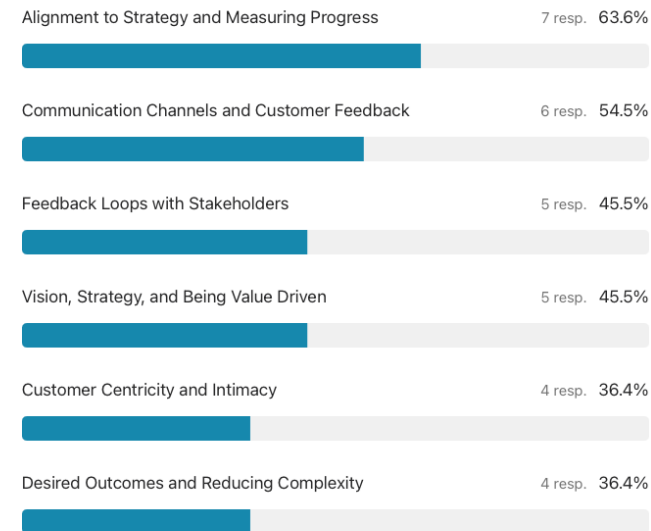 Alignment to Strategy and Measuring Progress 7 resp. 63.6%
Communication Channels and Customer Feedback 6 resp. 54.5%
Feedback Loops with Stakeholders 5 resp. 45.5%
Vision, Strategy, and Being Value Driven 5 resp. 45.5%
Customer Centricity and Intimacy 4 resp. 36.4%
Desired Outcomes and Reducing Complexity 4 resp. 36.4%